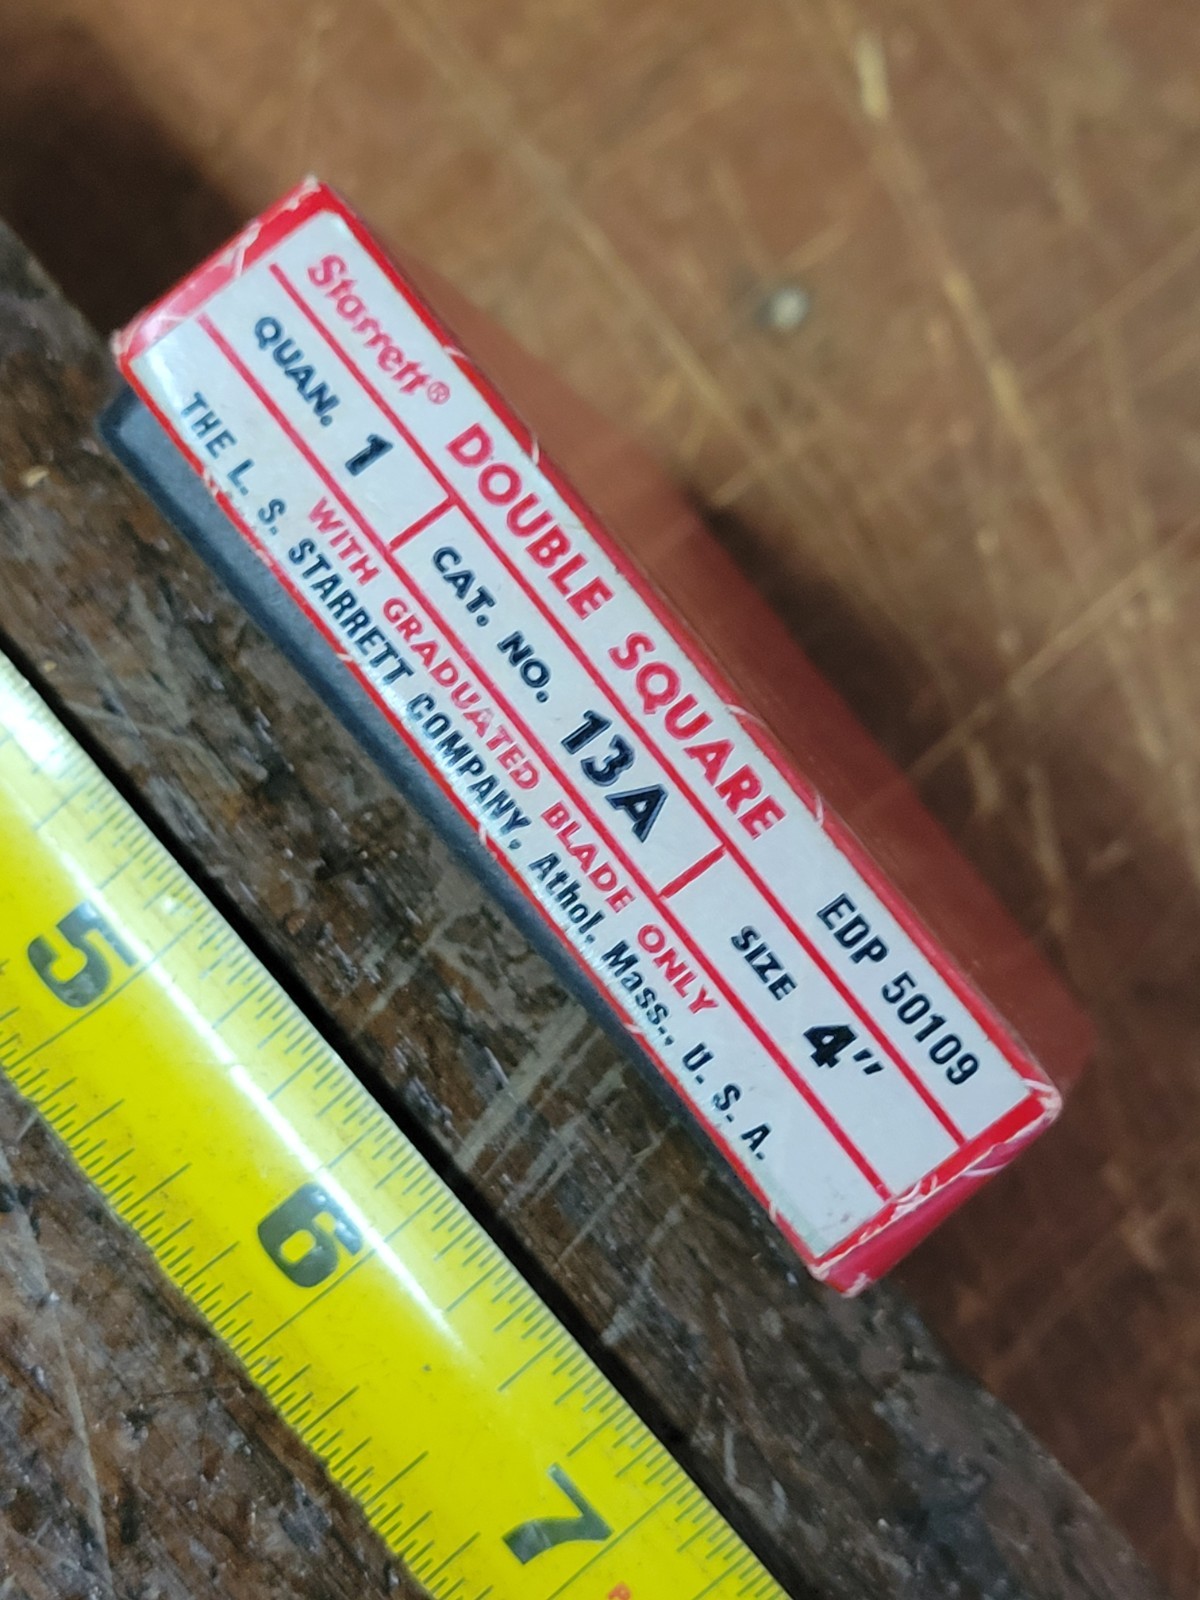 Starrett® DOUBLE SQUARE EDP 50109
QUAN. 1 CAT. NO. 13A SIZE 4"
WITH GRADUATED BLADE ONLY
THE L. S. STARRETT COMPANY, Athol, Mass., U. S. A.
5
6
7